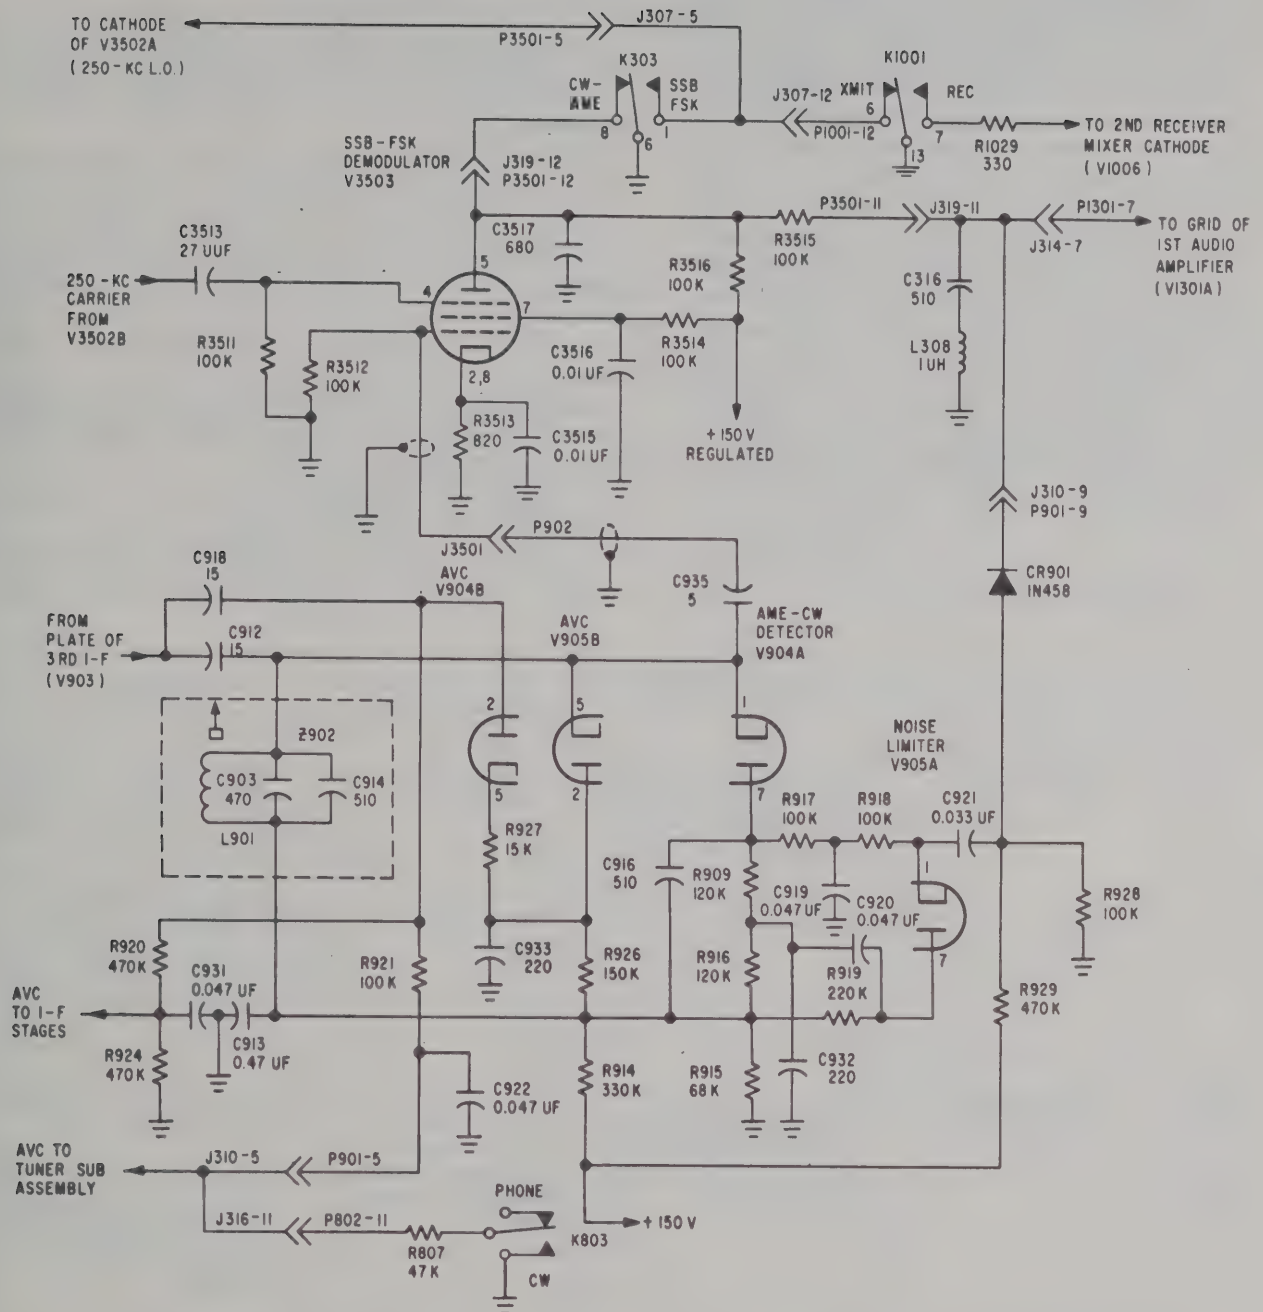 TO CATHODE
OF V3502A
(250-KC L.O.)
P3501-5
J307-5
K303
CW-
AME
SSB
FSK
8
1
6
J307-12
P1001-12
K1001
XMIT
REC
6
7
13
R1029
330
TO 2ND RECEIVER
MIXER CATHODE
(V1006)
SSB-FSK
DEMODULATOR
V3503
J319-12
P3501-12
C3513
27 UUF
C3517
680
5
R3515
100K
P3501-11
J319-11
P1301-7
J314-7
TO GRID OF
1ST AUDIO
AMPLIFIER
(V1301A)
250-KC
CARRIER
FROM
V3502B
4
7
R3516
100K
C316
510
R3511
100K
R3512
100K
2,8
C3516
0.01UF
R3514
100K
L308
1UH
R3513
820
C3515
0.01UF
+150V
REGULATED
J310-9
P901-9
J3501
P902
C918
15
AVC
V904B
C935
5
CR901
1N458
FROM
PLATE OF
3RD I-F
(V903)
C912
15
AVC
V905B
AME-CW
DETECTOR
V904A
2
5
1
Z902
NOISE
LIMITER
V905A
C903
470
C914
510
L901
5
2
7
R917
100K
R918
100K
C921
0.033 UF
R927
15K
C916
510
R909
120K
C919
0.047UF
C920
0.047UF
1
7
R928
100K
R920
470K
C931
0.047 UF
R921
100K
C933
220
R926
150K
R916
120K
R919
220K
R929
470K
AVC
TO I-F
STAGES
C913
0.47 UF
R924
470K
C922
0.047 UF
R914
330K
R915
68K
C932
220
AVC TO
TUNER SUB
ASSEMBLY
J310-5
P901-5
J316-11
P802-11
R807
47K
PHONE
K803
CW
+150V